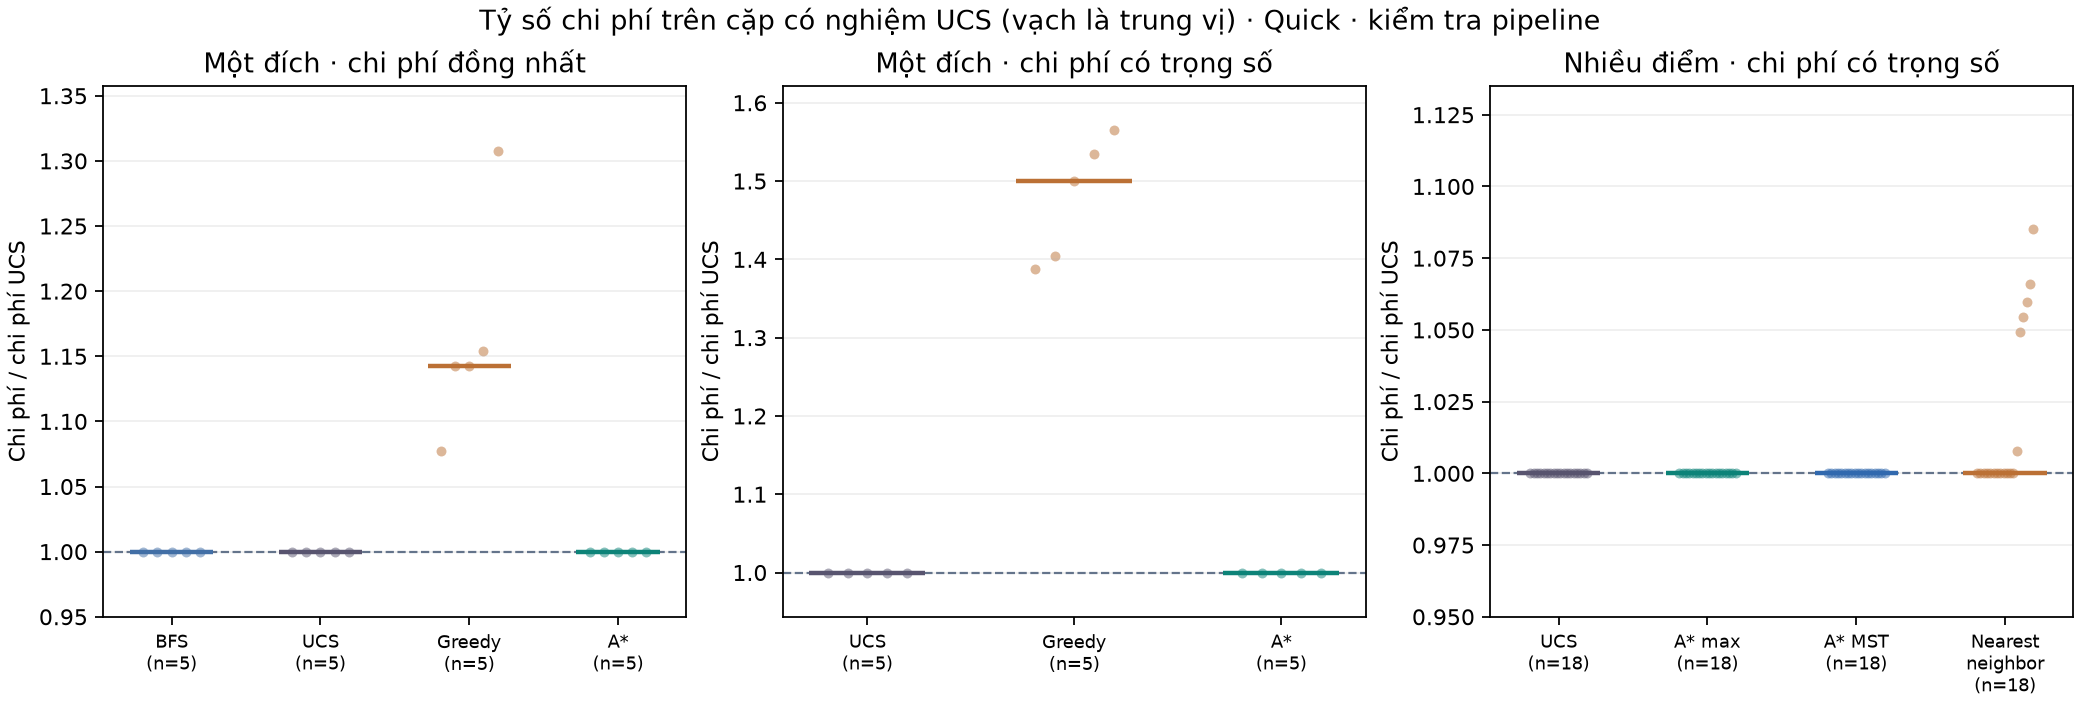 Tỷ số chi phí trên cặp có nghiệm UCS (vạch là trung vị) · Quick · kiểm tra pipeline
Một đích · chi phí đồng nhất
Chi phí / chi phí UCS
1.35
1.30
1.25
1.20
1.15
1.10
1.05
1.00
0.95
BFS
(n=5)
UCS
(n=5)
Greedy
(n=5)
A*
(n=5)
Một đích · chi phí có trọng số
Chi phí / chi phí UCS
1.6
1.5
1.4
1.3
1.2
1.1
1.0
UCS
(n=5)
Greedy
(n=5)
A*
(n=5)
Nhiều điểm · chi phí có trọng số
Chi phí / chi phí UCS
1.125
1.100
1.075
1.050
1.025
1.000
0.975
0.950
UCS
(n=18)
A* max
(n=18)
A* MST
(n=18)
Nearest
neighbor
(n=18)